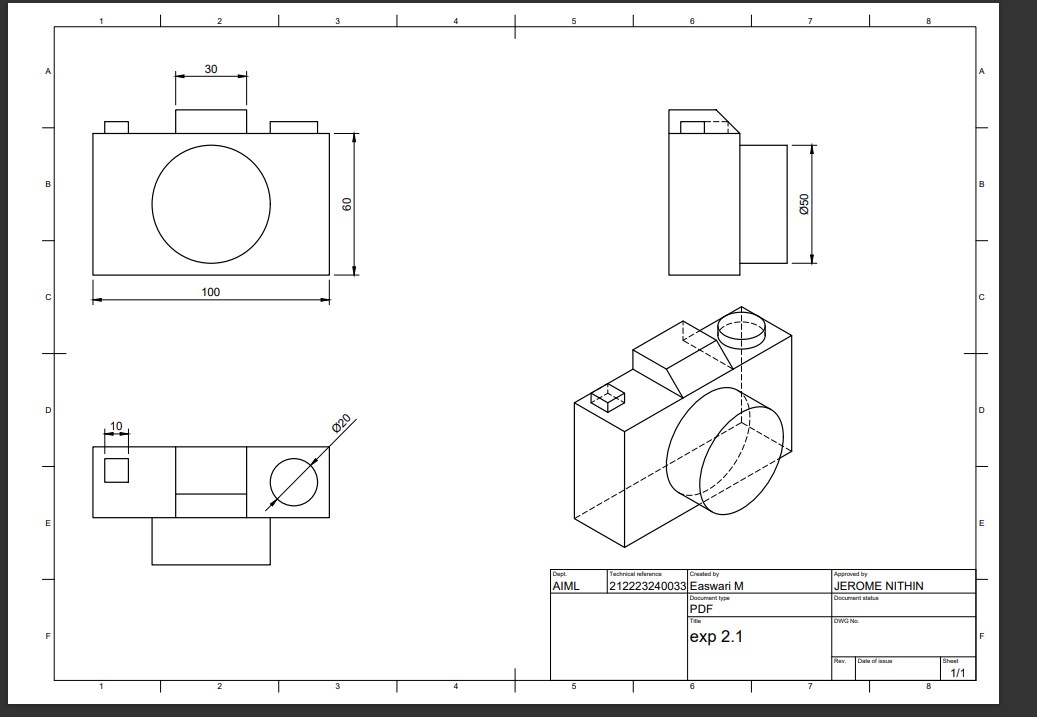 1 2 3 4 5 6 7 8
A A
30
B B
60
Ø50
C C
100
D D
10
Ø20
E E
Dept. Technical reference Created by Approved by
AIML 212223240033 Easwari M JEROME NITHIN
Document type Document status
PDF
Title DWG No.
exp 2.1
F F
Rev. Date of issue Sheet
1/1
1 2 3 4 5 6 7 8